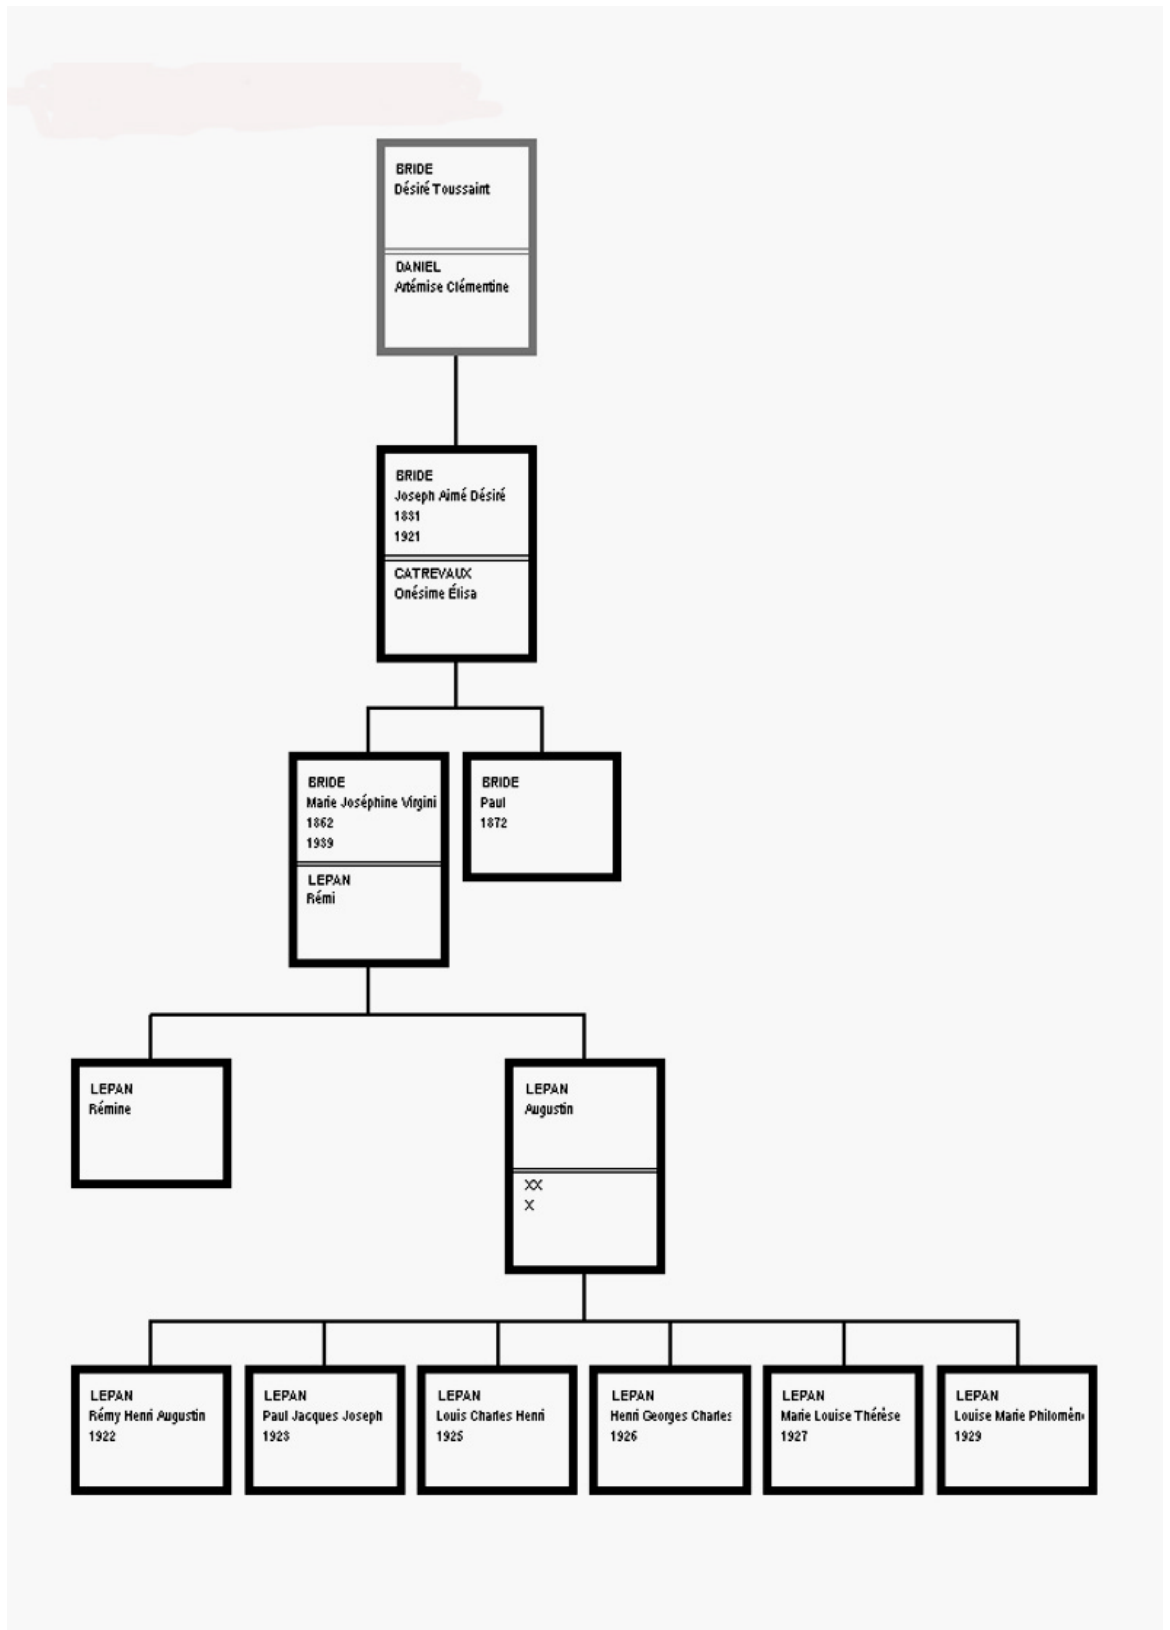 BRIDE
Désiré Toussaint
DANIEL
Artémise Clémentine
BRIDE
Joseph Aimé Désiré
1831
1921
CATREVAUX
Onésime Élisa
BRIDE
Marie Joséphine Virgini
1862
1939
LEPAN
Rémi
BRIDE
Paul
1872
LEPAN
Rémine
LEPAN
Augustin
XX
X
LEPAN
Rémy Henri Augustin
1922
LEPAN
Paul Jacques Joseph
1923
LEPAN
Louis Charles Henri
1925
LEPAN
Henri Georges Charles
1926
LEPAN
Marie Louise Thérèse
1927
LEPAN
Louise Marie Philomèn
1929